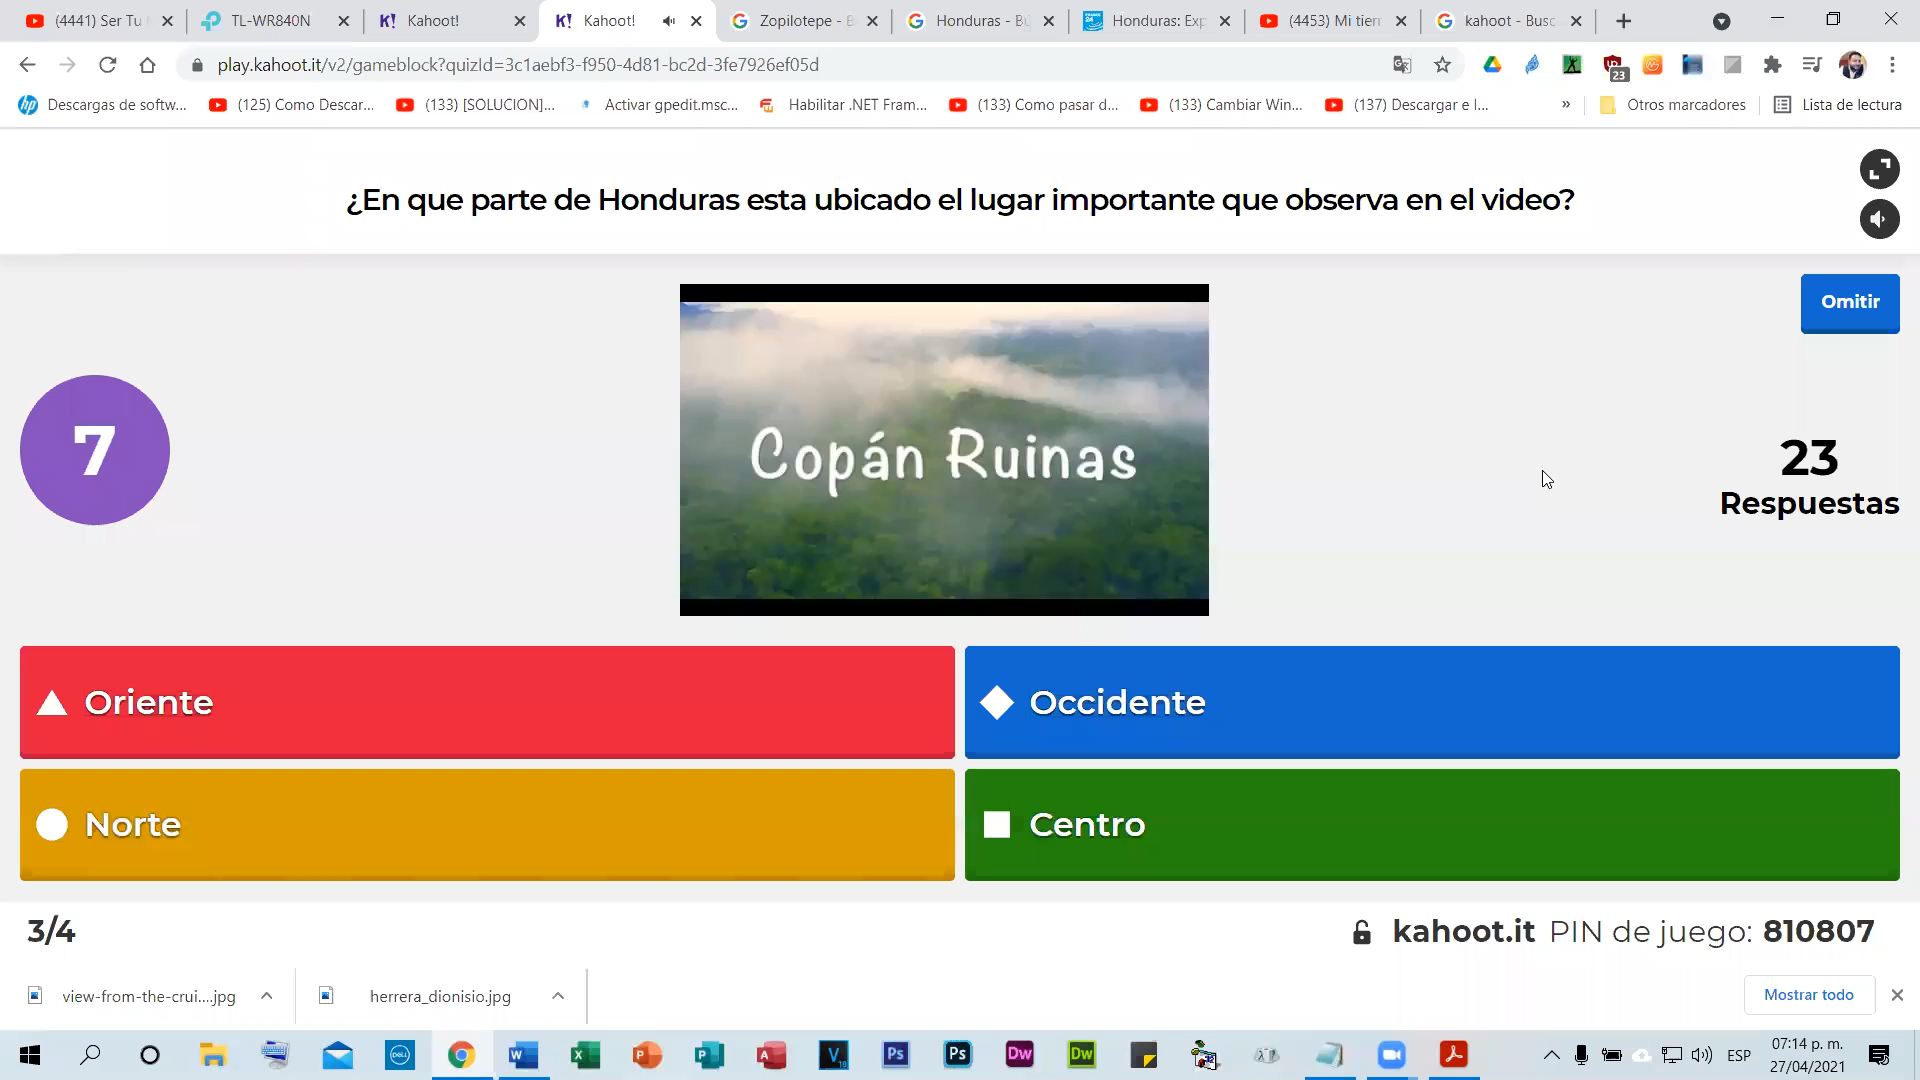 (4441) Ser Tu
TL-WR840N
Kahoot!
Kahoot!
Zopilotepe - B
Honduras - Bú
Honduras: Exp
(4453) Mi tierr
kahoot - Busc
play.kahoot.it/v2/gameblock?quizId=3c1aebf3-f950-4d81-bc2d-3fe7926ef05d
23
Descargas de softw...
(125) Como Descar...
(133) [SOLUCION]...
Activar gpedit.msc...
Habilitar .NET Fram...
(133) Como pasar d...
(133) Cambiar Win...
(137) Descargar e I...
»
Otros marcadores
Lista de lectura
¿En que parte de Honduras esta ubicado el lugar importante que observa en el video?
Omitir
7
Copán Ruinas
23
Respuestas
Oriente
Occidente
Norte
Centro
3/4
kahoot.it PIN de juego: 810807
view-from-the-crui....jpg
herrera_dionisio.jpg
Mostrar todo
ESP
07:14 p. m.
27/04/2021